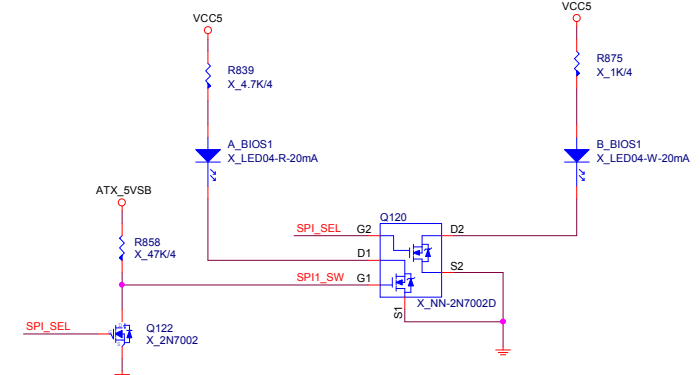 VCC5
VCC5
R839
X_4.7K/4
R875
X_1K/4
A_BIOS1
X_LED04-R-20mA
B_BIOS1
X_LED04-W-20mA
ATX_5VSB
R858
X_47K/4
Q120
SPI_SEL
G2
D2
D1
S2
SPI1_SW
G1
S1
X_NN-2N7002D
SPI_SEL
Q122
X_2N7002